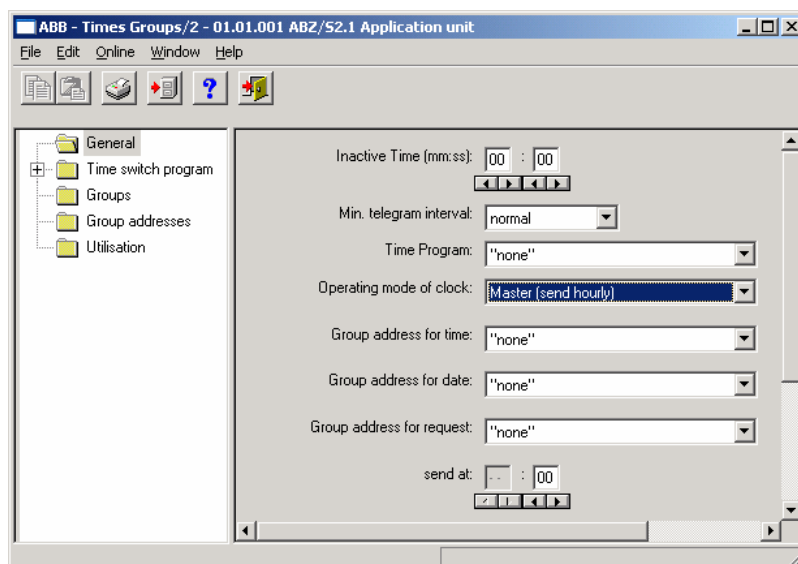 ABB - Times Groups/2 - 01.01.001 ABZ/S2.1 Application unit
File Edit Online Window Help
General
Time switch program
Groups
Group addresses
Utilisation
Inactive Time (mm:ss): 00 : 00
Min. telegram interval: normal
Time Program: "none"
Operating mode of clock: Master (send hourly)
Group address for time: "none"
Group address for date: "none"
Group address for request: "none"
send at: -- : 00